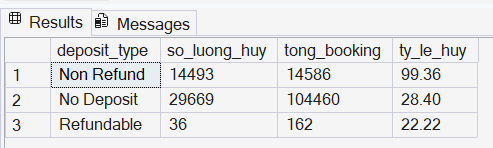 Results Messages
deposit_type so_luong_huy tong_booking ty_le_huy
1 Non Refund 14493 14586 99.36
2 No Deposit 29669 104460 28.40
3 Refundable 36 162 22.22